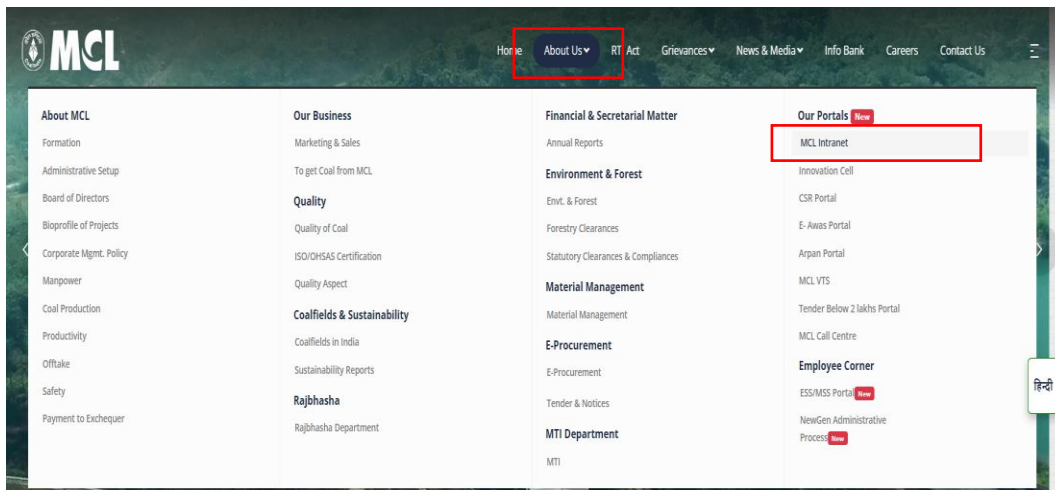 MCL
Home About Us RTI Act Grievances News & Media Info Bank Careers Contact Us
About MCL
Formation
Administrative Setup
Board of Directors
Bioprofile of Projects
Corporate Mgmt. Policy
Manpower
Coal Production
Productivity
Offtake
Safety
Payment to Exchequer
Our Business
Marketing & Sales
To get Coal from MCL
Quality
Quality of Coal
ISO/OHSAS Certification
Quality Aspect
Coalfields & Sustainability
Coalfields in India
Sustainability Reports
Rajbhasha
Rajbhasha Department
Financial & Secretarial Matter
Annual Reports
Environment & Forest
Envt. & Forest
Forestry Clearances
Statutory Clearances & Compliances
Material Management
Material Management
E-Procurement
E-Procurement
Tender & Notices
MTI Department
MTI
Our Portals New
MCL Intranet
Innovation Cell
CSR Portal
E- Awas Portal
Arpan Portal
MCL VTS
Tender Below 2 lakhs Portal
MCL Call Centre
Employee Corner
ESS/MSS Portal New
NewGen Administrative
Process New
हिन्दी